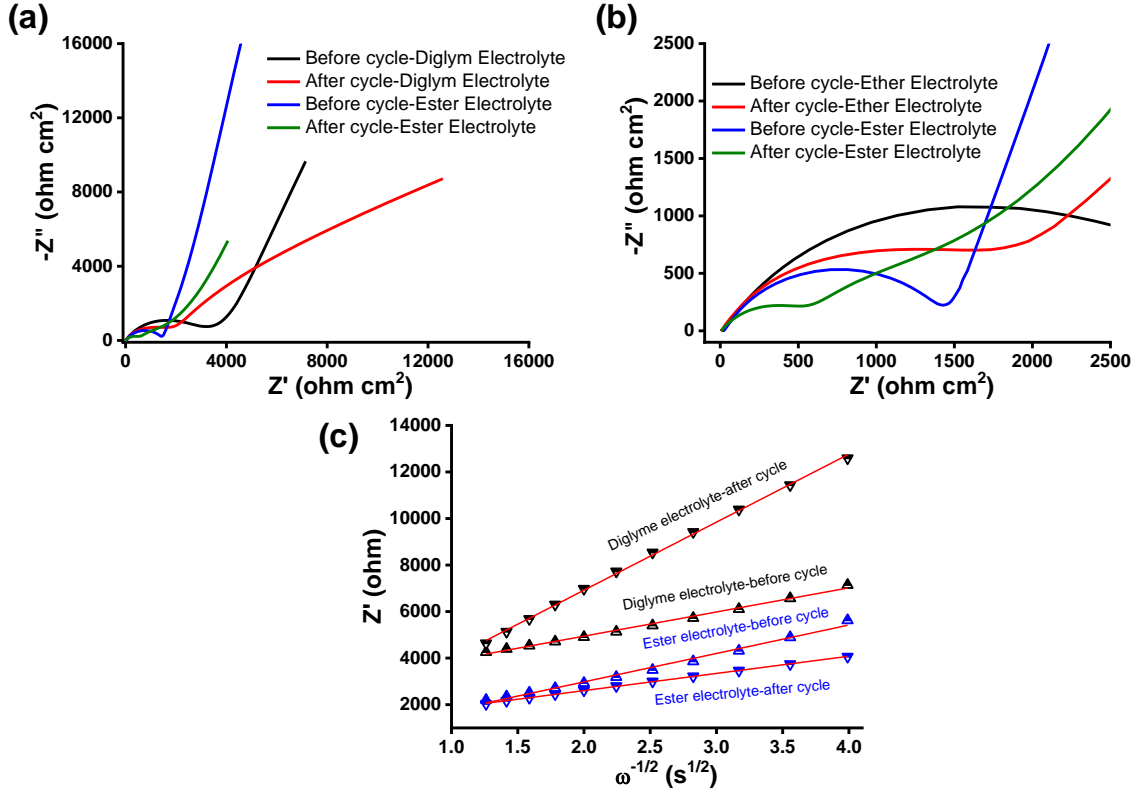 (a)
16000
12000
8000
4000
0
-Z" (ohm cm²)
Before cycle-Diglym Electrolyte
After cycle-Diglym Electrolyte
Before cycle-Ester Electrolyte
After cycle-Ester Electrolyte
0 4000 8000 12000 16000
Z' (ohm cm²)
(b)
2500
2000
1500
1000
500
0
-Z" (ohm cm²)
Before cycle-Ether Electrolyte
After cycle-Ether Electrolyte
Before cycle-Ester Electrolyte
After cycle-Ester Electrolyte
0 500 1000 1500 2000 2500
Z' (ohm cm²)
(c)
14000
12000
10000
8000
6000
4000
2000
Z' (ohm)
Diglyme electrolyte-after cycle
Diglyme electrolyte-before cycle
Ester electrolyte-before cycle
Ester electrolyte-after cycle
1.0 1.5 2.0 2.5 3.0 3.5 4.0
ω^-1/2 (s^1/2)